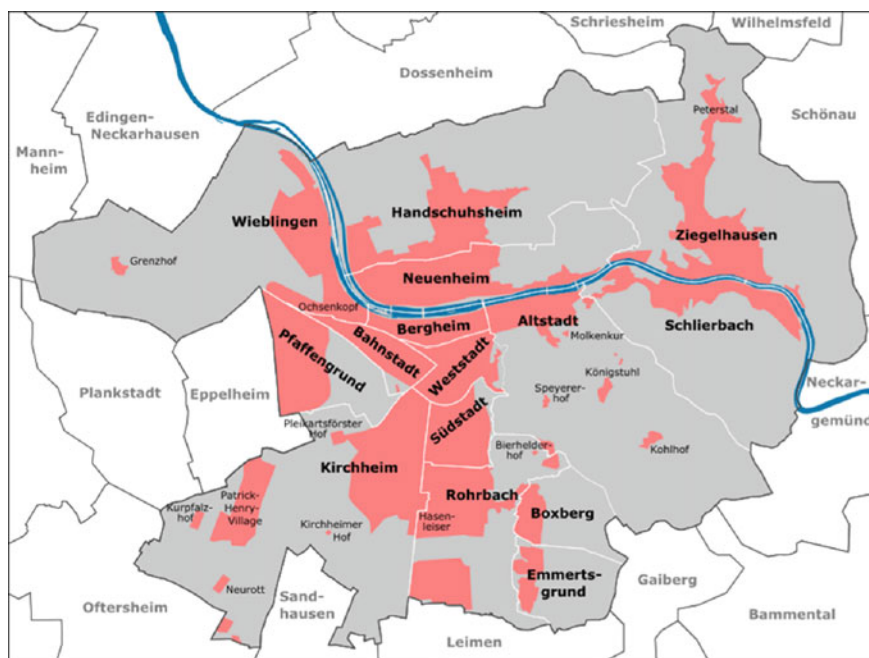 Schriesheim
Wilhelmsfeld
Dossenheim
Peterstal
Schönau
Edingen-
Neckarhausen
Mann-
heim
Wieblingen
Handschuhsheim
Ziegelhausen
Grenzhof
Neuenheim
Ochsenkopf
Bergheim
Altstadt
Schlierbach
Molkenkur
Pfaffengrund
Bahnstadt
Weststadt
Königstuhl
Plankstadt
Eppelheim
Speyerer-
hof
Neckar-
gemünd
Südstadt
Pleikartsförster
Hof
Bierhelder-
hof
Kohlhof
Kirchheim
Rohrbach
Patrick-
Henry-
Village
Kurpfalz-
hof
Hasen-
leiser
Boxberg
Kirchheimer
Hof
Emmerts-
grund
Neurott
Sand-
hausen
Gaiberg
Oftersheim
Bammental
Leimen